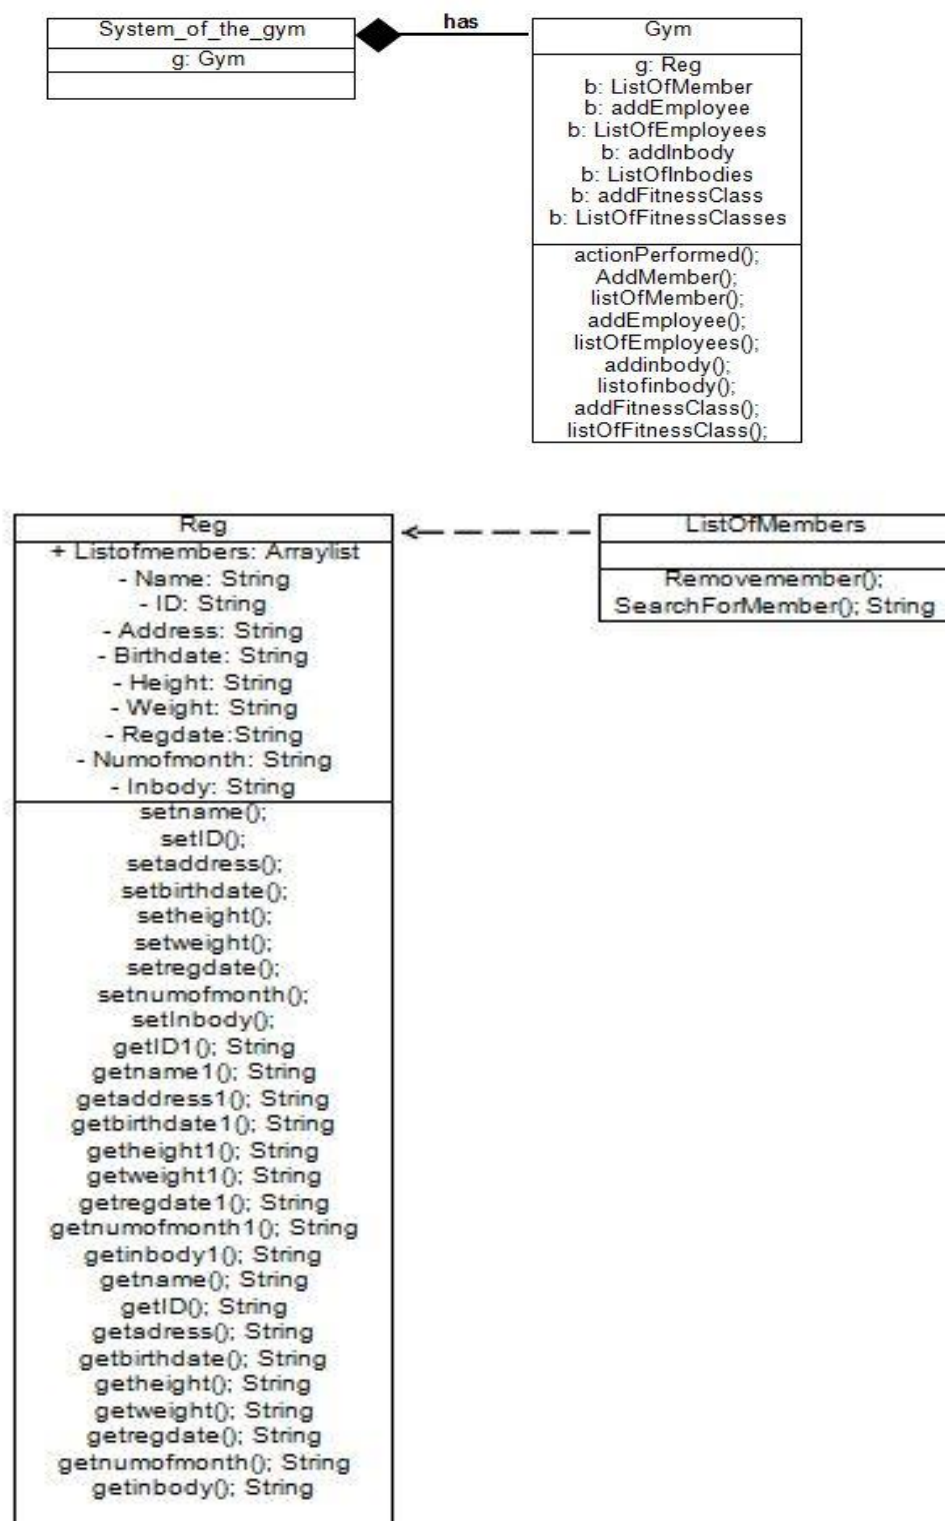 System_of_the_gym
g: Gym
has
Gym
g: Reg
b: ListOfMember
b: addEmployee
b: ListOfEmployees
b: addInbody
b: ListOfInbodies
b: addFitnessClass
b: ListOfFitnessClasses
actionPerformed();
AddMember();
listOfMember();
addEmployee();
listOfEmployees();
addinbody();
listofinbody();
addFitnessClass();
listOfFitnessClass();
Reg
+ Listofmembers: Arraylist
- Name: String
- ID: String
- Address: String
- Birthdate: String
- Height: String
- Weight: String
- Regdate:String
- Numofmonth: String
- Inbody: String
setname();
setID();
setaddress();
setbirthdate();
setheight();
setweight();
setregdate();
setnumofmonth();
setInbody();
getID1(); String
getname1(); String
getaddress1(); String
getbirthdate1(); String
getheight1(); String
getweight1(); String
getregdate1(); String
getnumofmonth1(); String
getinbody1(); String
getname(); String
getID(); String
getadress(); String
getbirthdate(); String
getheight(); String
getweight(); String
getregdate(); String
getnumofmonth(); String
getinbody(); String
ListOfMembers
Removemember();
SearchForMember(); String